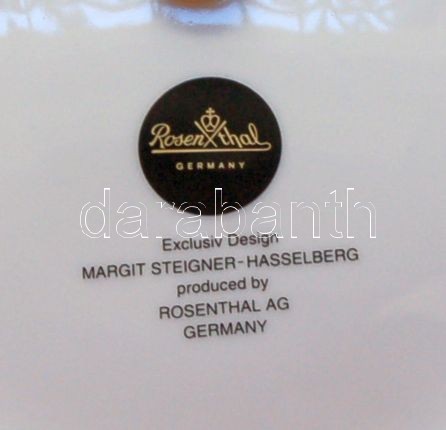 Rosenthal
GERMANY
darabanth
Exclusiv Design
MARGIT STEIGNER-HASSELBERG
produced by
ROSENTHAL AG
GERMANY